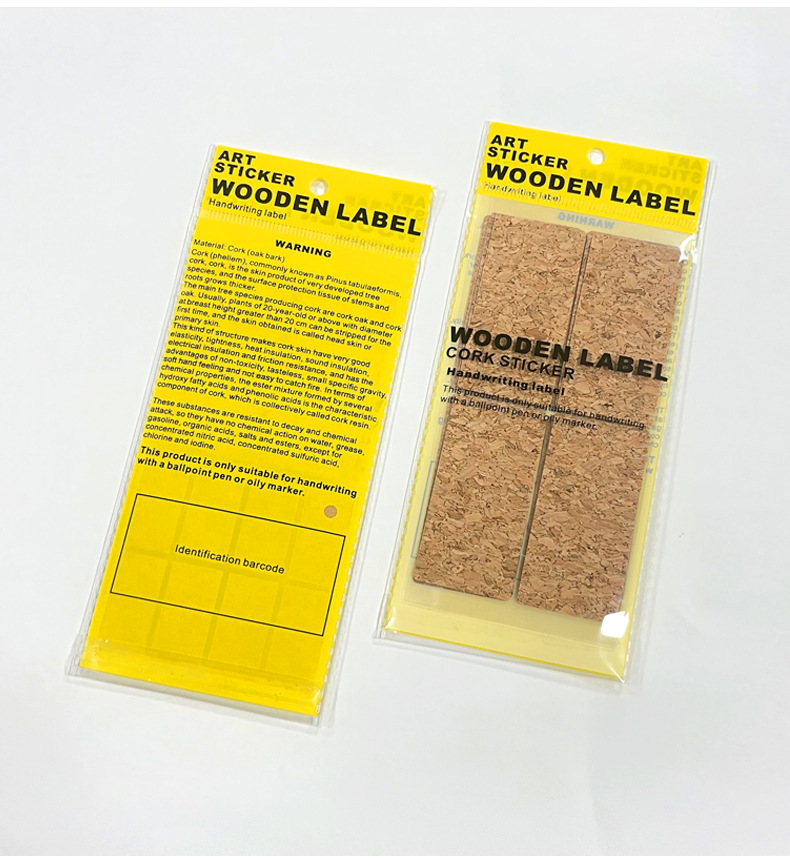 ART
STICKER
WOODEN LABEL
Handwriting label
WARNING
Material: Cork (oak bark)
Cork (phellem), commonly known as Pinus tabulaeformis,
cork, cork, is the skin product of very developed tree
species, and the surface protection tissue of stems and
roots grows thicker.
The main tree species producing cork are cork oak and cork
oak. Usually, plants of 20-year-old or above with diameter
at breast height greater than 20 cm can be stripped for the
first time, and the skin obtained is called head skin or
primary skin.
This kind of structure makes cork skin have very good
elasticity, tightness, heat insulation, sound insulation,
electrical insulation and friction resistance, and has the
advantages of non-toxicity, tasteless, small specific gravity,
soft hand feeling and not easy to catch fire. In terms of
chemical properties, the ester mixture formed by several
hydroxy fatty acids and phenolic acids is the characteristic
component of cork, which is collectively called cork resin.
These substances are resistant to decay and chemical
attack, so they have no chemical action on water, grease,
gasoline, organic acids, salts and esters, except for
concentrated nitric acid, concentrated sulfuric acid,
chlorine and iodine.
This product is only suitable for handwriting
with a ballpoint pen or oily marker.
Identification barcode
ART
STICKER
WOODEN LABEL
Handwriting label
WARNING
WOODEN LABEL
CORK STICKER
Handwriting label
This product is only suitable for handwriting
with a ballpoint pen or oily marker.